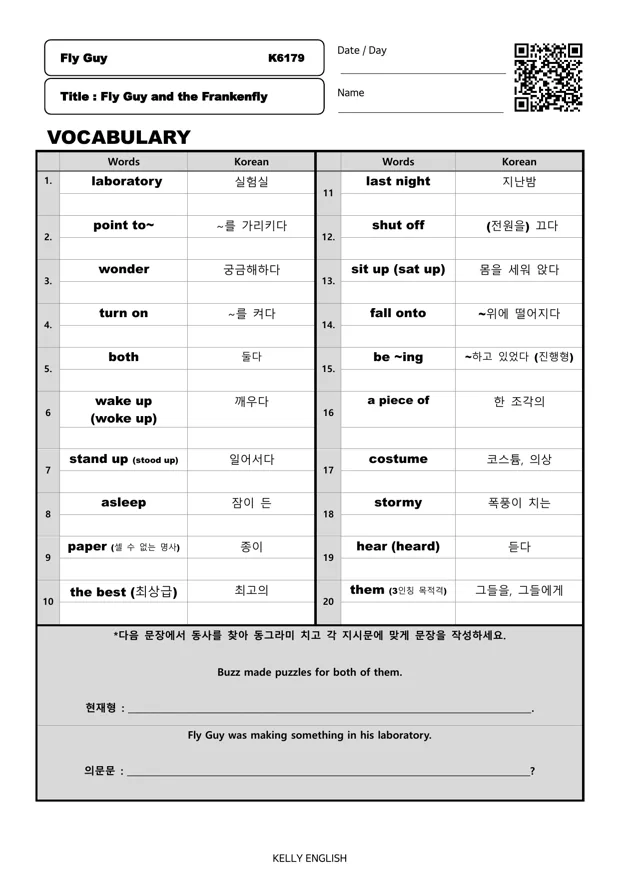 Fly Guy K6179
Title : Fly Guy and the Frankenfly
Date / Day
Name
VOCABULARY
Words Korean Words Korean
1. laboratory 실험실 11 last night 지난밤
2. point to~ ~를 가리키다 12. shut off (전원을) 끄다
3. wonder 궁금해하다 13. sit up (sat up) 몸을 세워 앉다
4. turn on ~를 켜다 14. fall onto ~위에 떨어지다
5. both 둘다 15. be ~ing ~하고 있었다 (진행형)
6 wake up 깨우다 16 a piece of 한 조각의
(woke up)
7 stand up (stood up) 일어서다 17 costume 코스튬, 의상
8 asleep 잠이 든 18 stormy 폭풍이 치는
9 paper (셀 수 없는 명사) 종이 19 hear (heard) 듣다
10 the best (최상급) 최고의 20 them (3인칭 목적격) 그들을, 그들에게
*다음 문장에서 동사를 찾아 동그라미 치고 각 지시문에 맞게 문장을 작성하세요.
Buzz made puzzles for both of them.
현재형 : ______________________________.
Fly Guy was making something in his laboratory.
의문문 : ______________________________?
KELLY ENGLISH